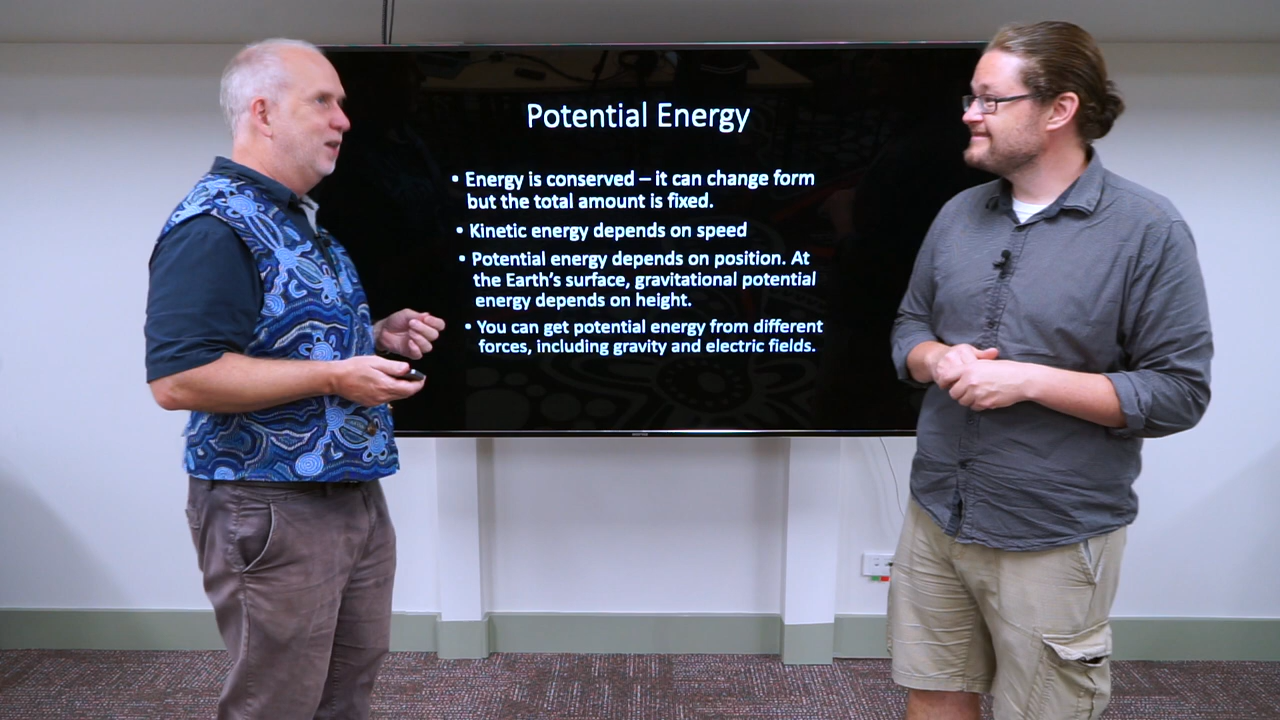 Potential Energy
• Energy is conserved – it can change form
but the total amount is fixed.
• Kinetic energy depends on speed
• Potential energy depends on position. At
the Earth's surface, gravitational potential
energy depends on height.
• You can get potential energy from different
forces, including gravity and electric fields.